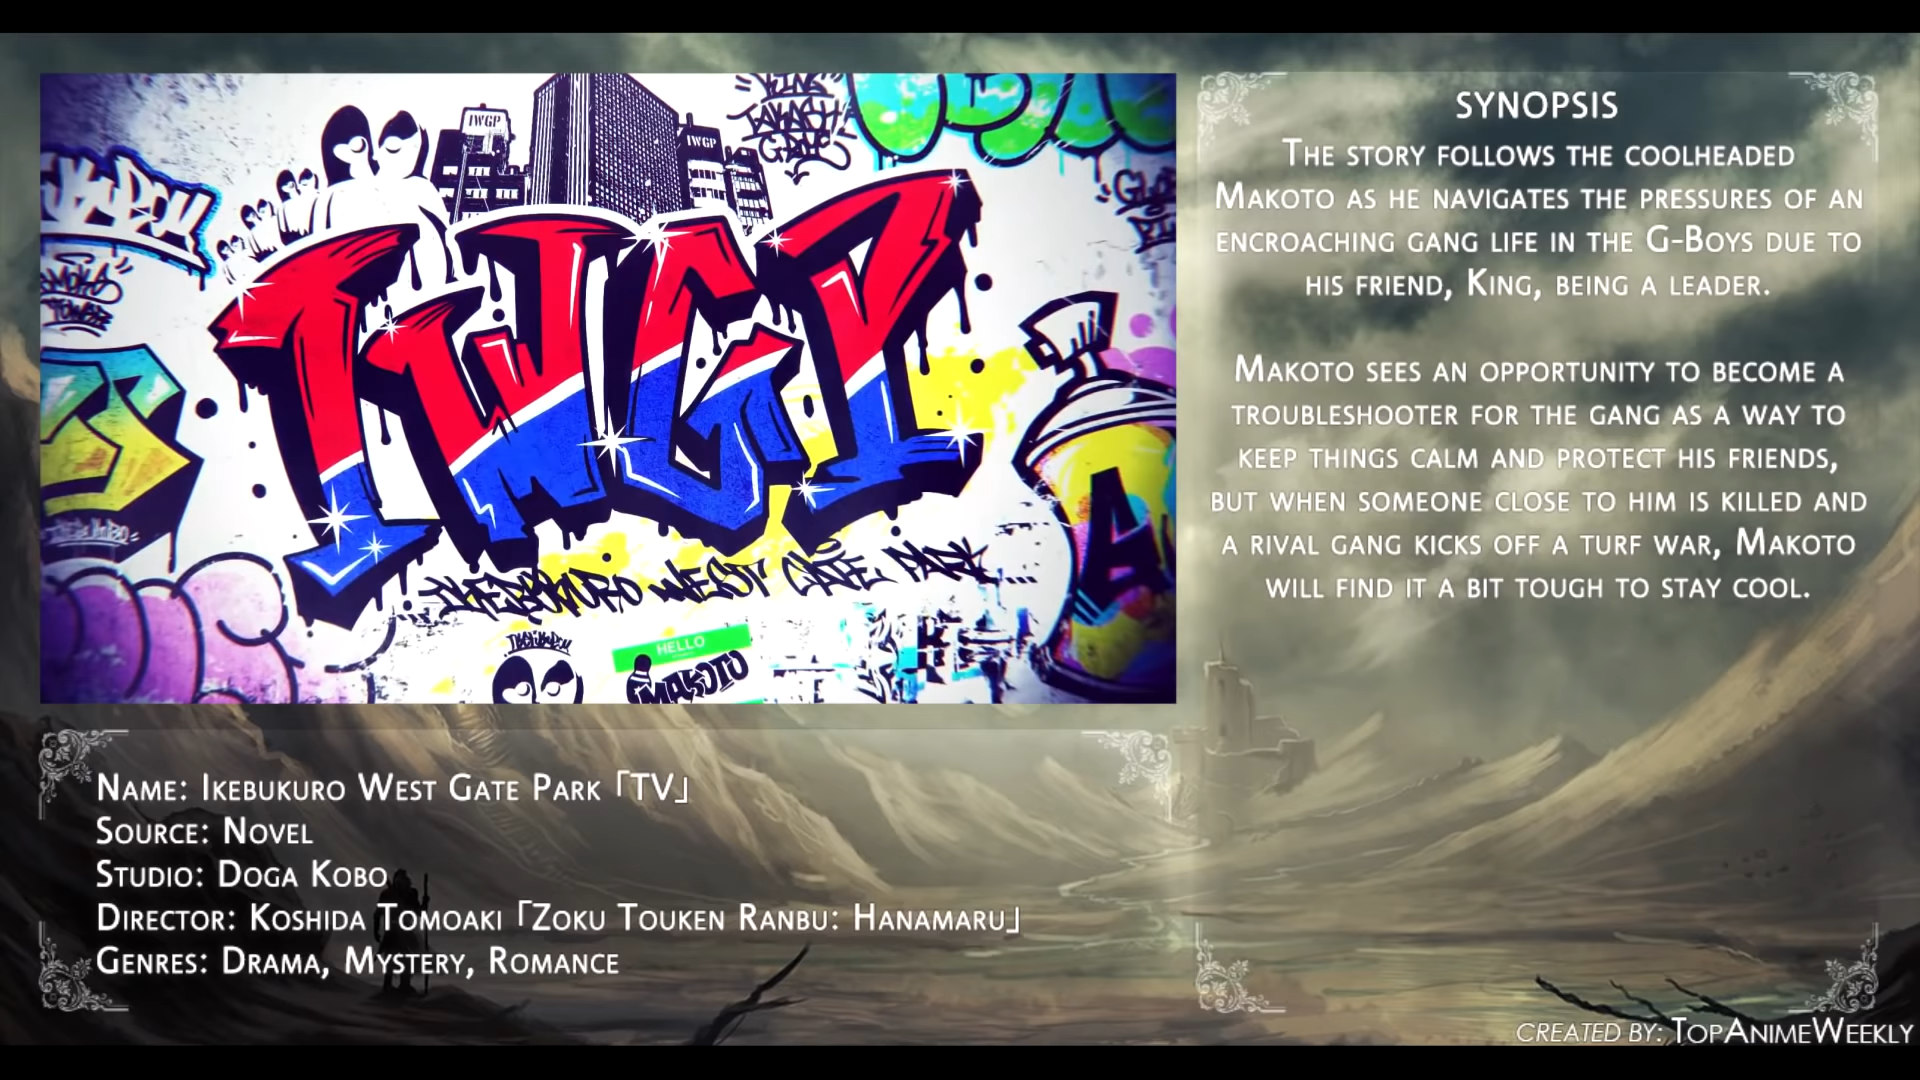 IWGP
IWGP
KING
TAKASHI
G-BOYS
IWGP
IKEBUKURO WEST GATE PARK
HELLO
MAKOTO
SYNOPSIS
The story follows the coolheaded
Makoto as he navigates the pressures of an
encroaching gang life in the G-Boys due to
his friend, King, being a leader.
Makoto sees an opportunity to become a
troubleshooter for the gang as a way to
keep things calm and protect his friends,
but when someone close to him is killed and
a rival gang kicks off a turf war, Makoto
will find it a bit tough to stay cool.
Name: Ikebukuro West Gate Park「TV」
Source: Novel
Studio: Doga Kobo
Director: Koshida Tomoaki「Zoku Touken Ranbu: Hanamaru」
Genres: Drama, Mystery, Romance
CREATED BY: TopAnimeWeekly